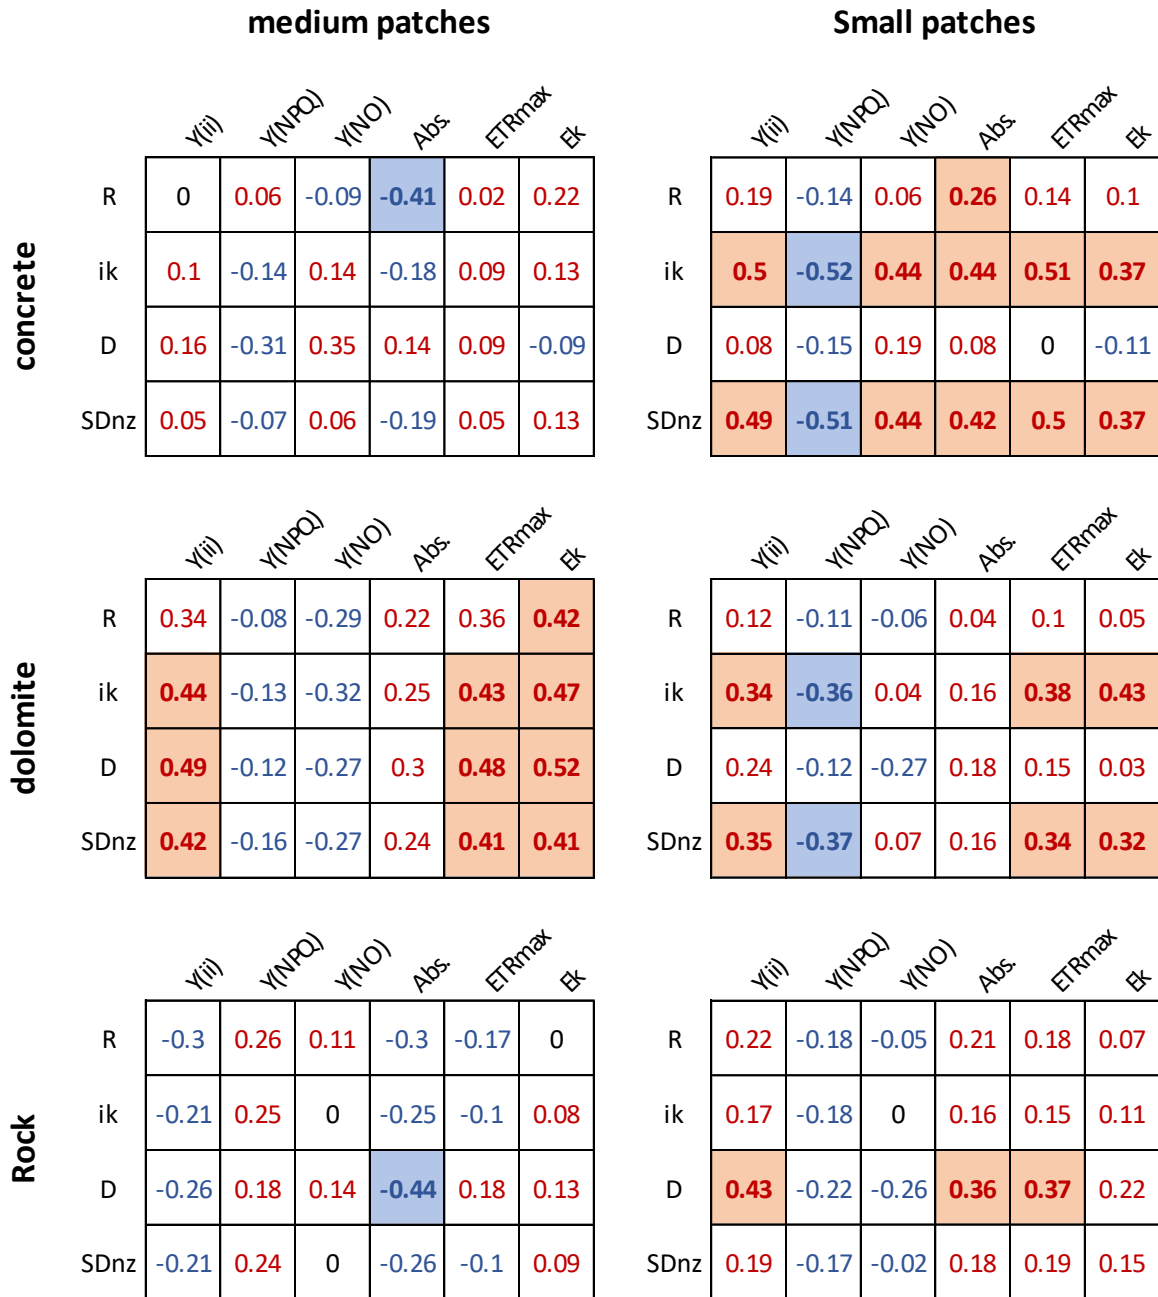 medium patches Small patches
concrete
Y(ii) Y(NPQ) Y(NO) Abs. ETRmax Ek
R 0 0.06 -0.09 -0.41 0.02 0.22
ik 0.1 -0.14 0.14 -0.18 0.09 0.13
D 0.16 -0.31 0.35 0.14 0.09 -0.09
SDnz 0.05 -0.07 0.06 -0.19 0.05 0.13
Y(ii) Y(NPQ) Y(NO) Abs. ETRmax Ek
R 0.19 -0.14 0.06 0.26 0.14 0.1
ik 0.5 -0.52 0.44 0.44 0.51 0.37
D 0.08 -0.15 0.19 0.08 0 -0.11
SDnz 0.49 -0.51 0.44 0.42 0.5 0.37
dolomite
Y(ii) Y(NPQ) Y(NO) Abs. ETRmax Ek
R 0.34 -0.08 -0.29 0.22 0.36 0.42
ik 0.44 -0.13 -0.32 0.25 0.43 0.47
D 0.49 -0.12 -0.27 0.3 0.48 0.52
SDnz 0.42 -0.16 -0.27 0.24 0.41 0.41
Y(ii) Y(NPQ) Y(NO) Abs. ETRmax Ek
R 0.12 -0.11 -0.06 0.04 0.1 0.05
ik 0.34 -0.36 0.04 0.16 0.38 0.43
D 0.24 -0.12 -0.27 0.18 0.15 0.03
SDnz 0.35 -0.37 0.07 0.16 0.34 0.32
Rock
Y(ii) Y(NPQ) Y(NO) Abs. ETRmax Ek
R -0.3 0.26 0.11 -0.3 -0.17 0
ik -0.21 0.25 0 -0.25 -0.1 0.08
D -0.26 0.18 0.14 -0.44 0.18 0.13
SDnz -0.21 0.24 0 -0.26 -0.1 0.09
Y(ii) Y(NPQ) Y(NO) Abs. ETRmax Ek
R 0.22 -0.18 -0.05 0.21 0.18 0.07
ik 0.17 -0.18 0 0.16 0.15 0.11
D 0.43 -0.22 -0.26 0.36 0.37 0.22
SDnz 0.19 -0.17 -0.02 0.18 0.19 0.15